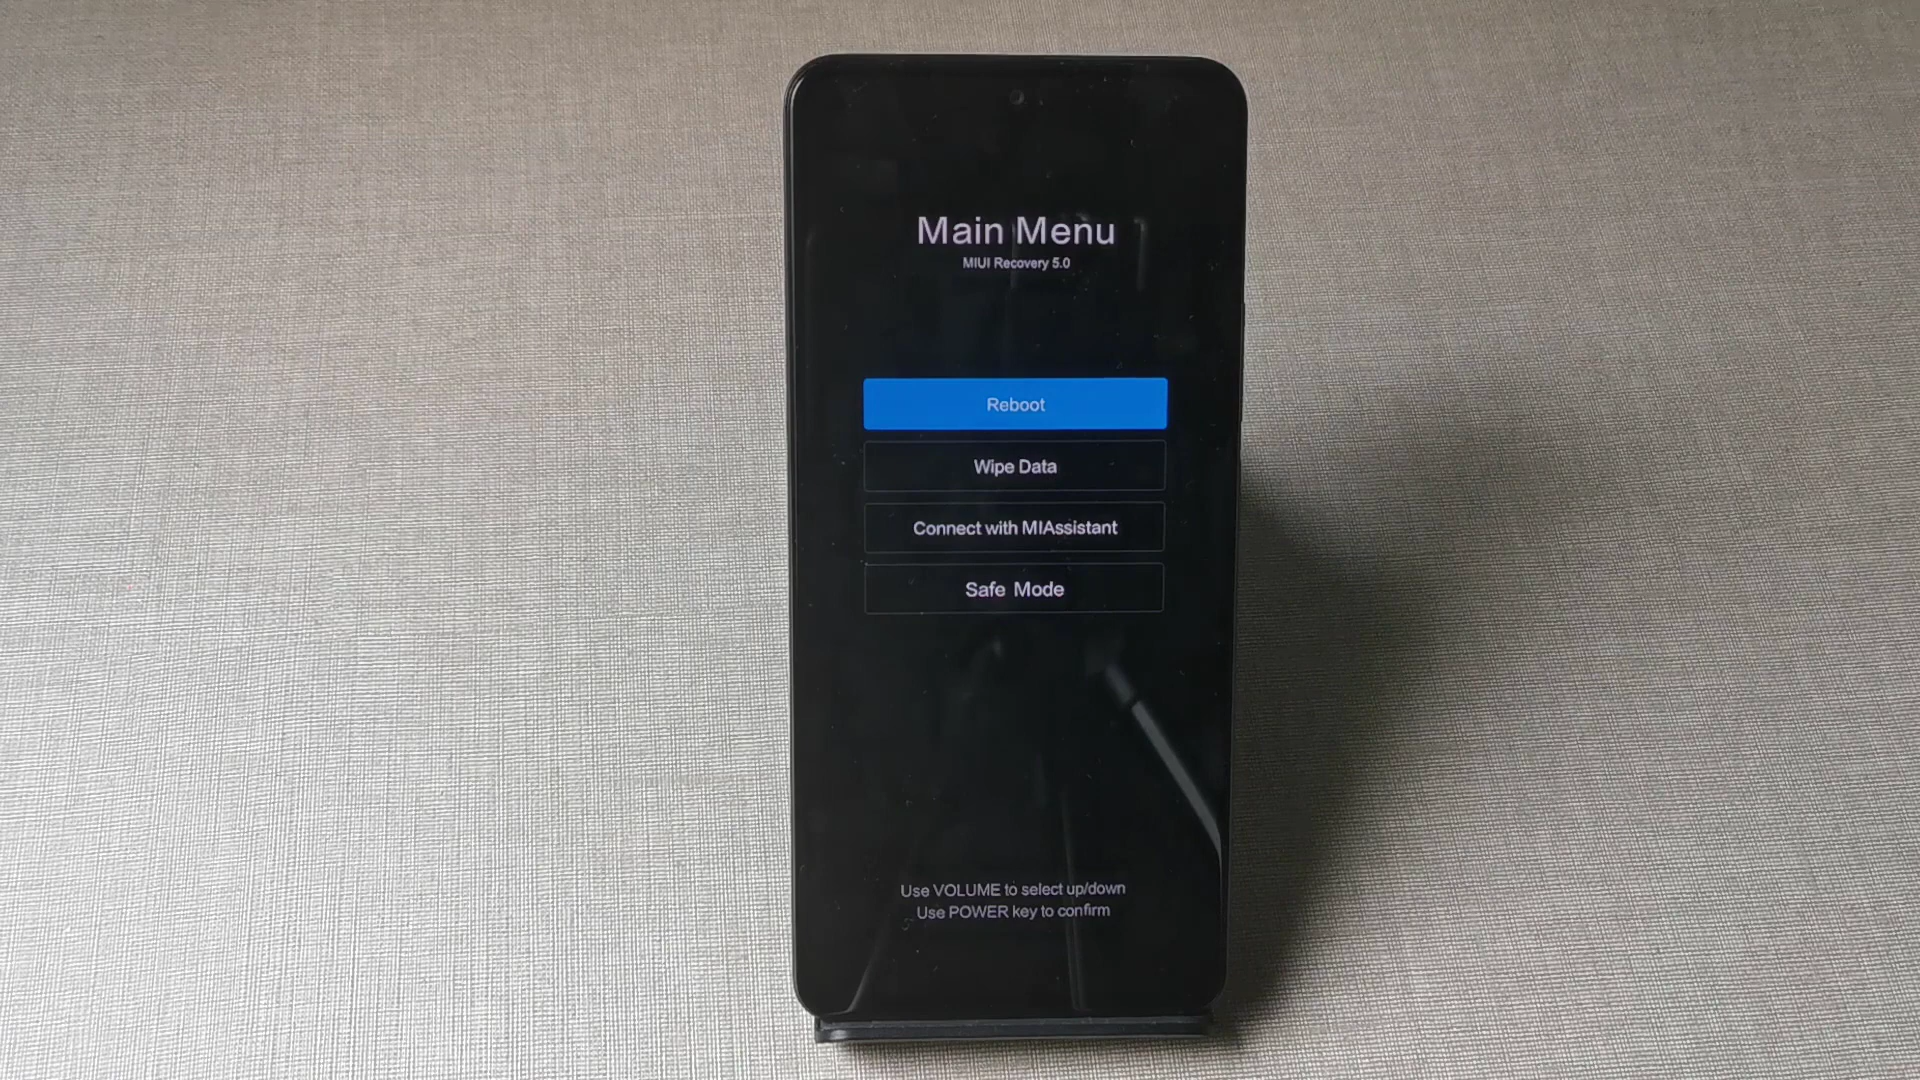 Main Menu
MIUI Recovery 5.0
Reboot
Wipe Data
Connect with MIAssistant
Safe Mode
Use VOLUME to select up/down
Use POWER key to confirm